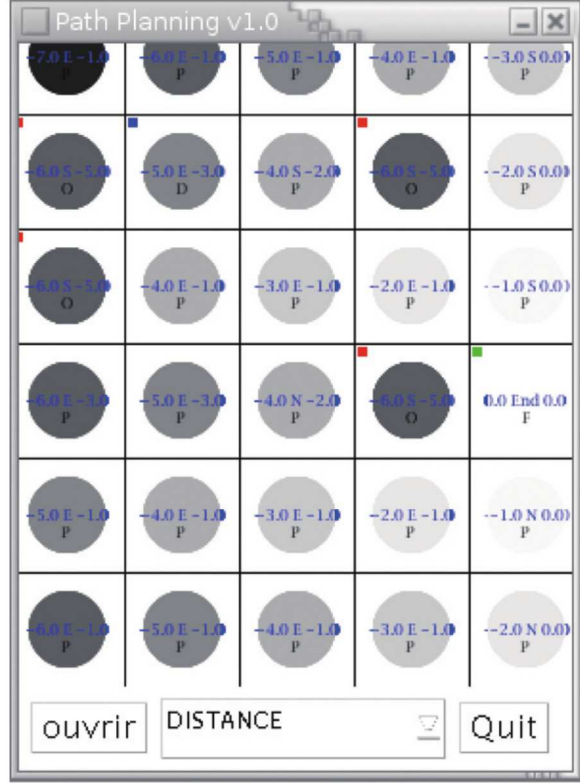 Path Planning v1.0
-7.0 E -1.0 -6.0 E -1.0 -5.0 E -1.0 -4.0 E -1.0 --3.0 S 0.0)
P P P P P
-6.0 S -5.0 -5.0 E -3.0 -4.0 S -2.0 -6.0 S -5.0 --2.0 S 0.0)
O D P O P
-6.0 S -5.0 -4.0 E -1.0 -3.0 E -1.0 -2.0 E -1.0 --1.0 S 0.0)
O P P P P
-6.0 E -3.0 -5.0 E -3.0 -4.0 N -2.0 -6.0 S -5.0 0.0 End 0.0
P P P O F
-5.0 E -1.0 -4.0 E -1.0 -3.0 E -1.0 -2.0 E -1.0 --1.0 N 0.0)
P P P P P
-6.0 E -1.0 -5.0 E -1.0 -4.0 E -1.0 -3.0 E -1.0 --2.0 N 0.0)
P P P P P
ouvrir DISTANCE Quit